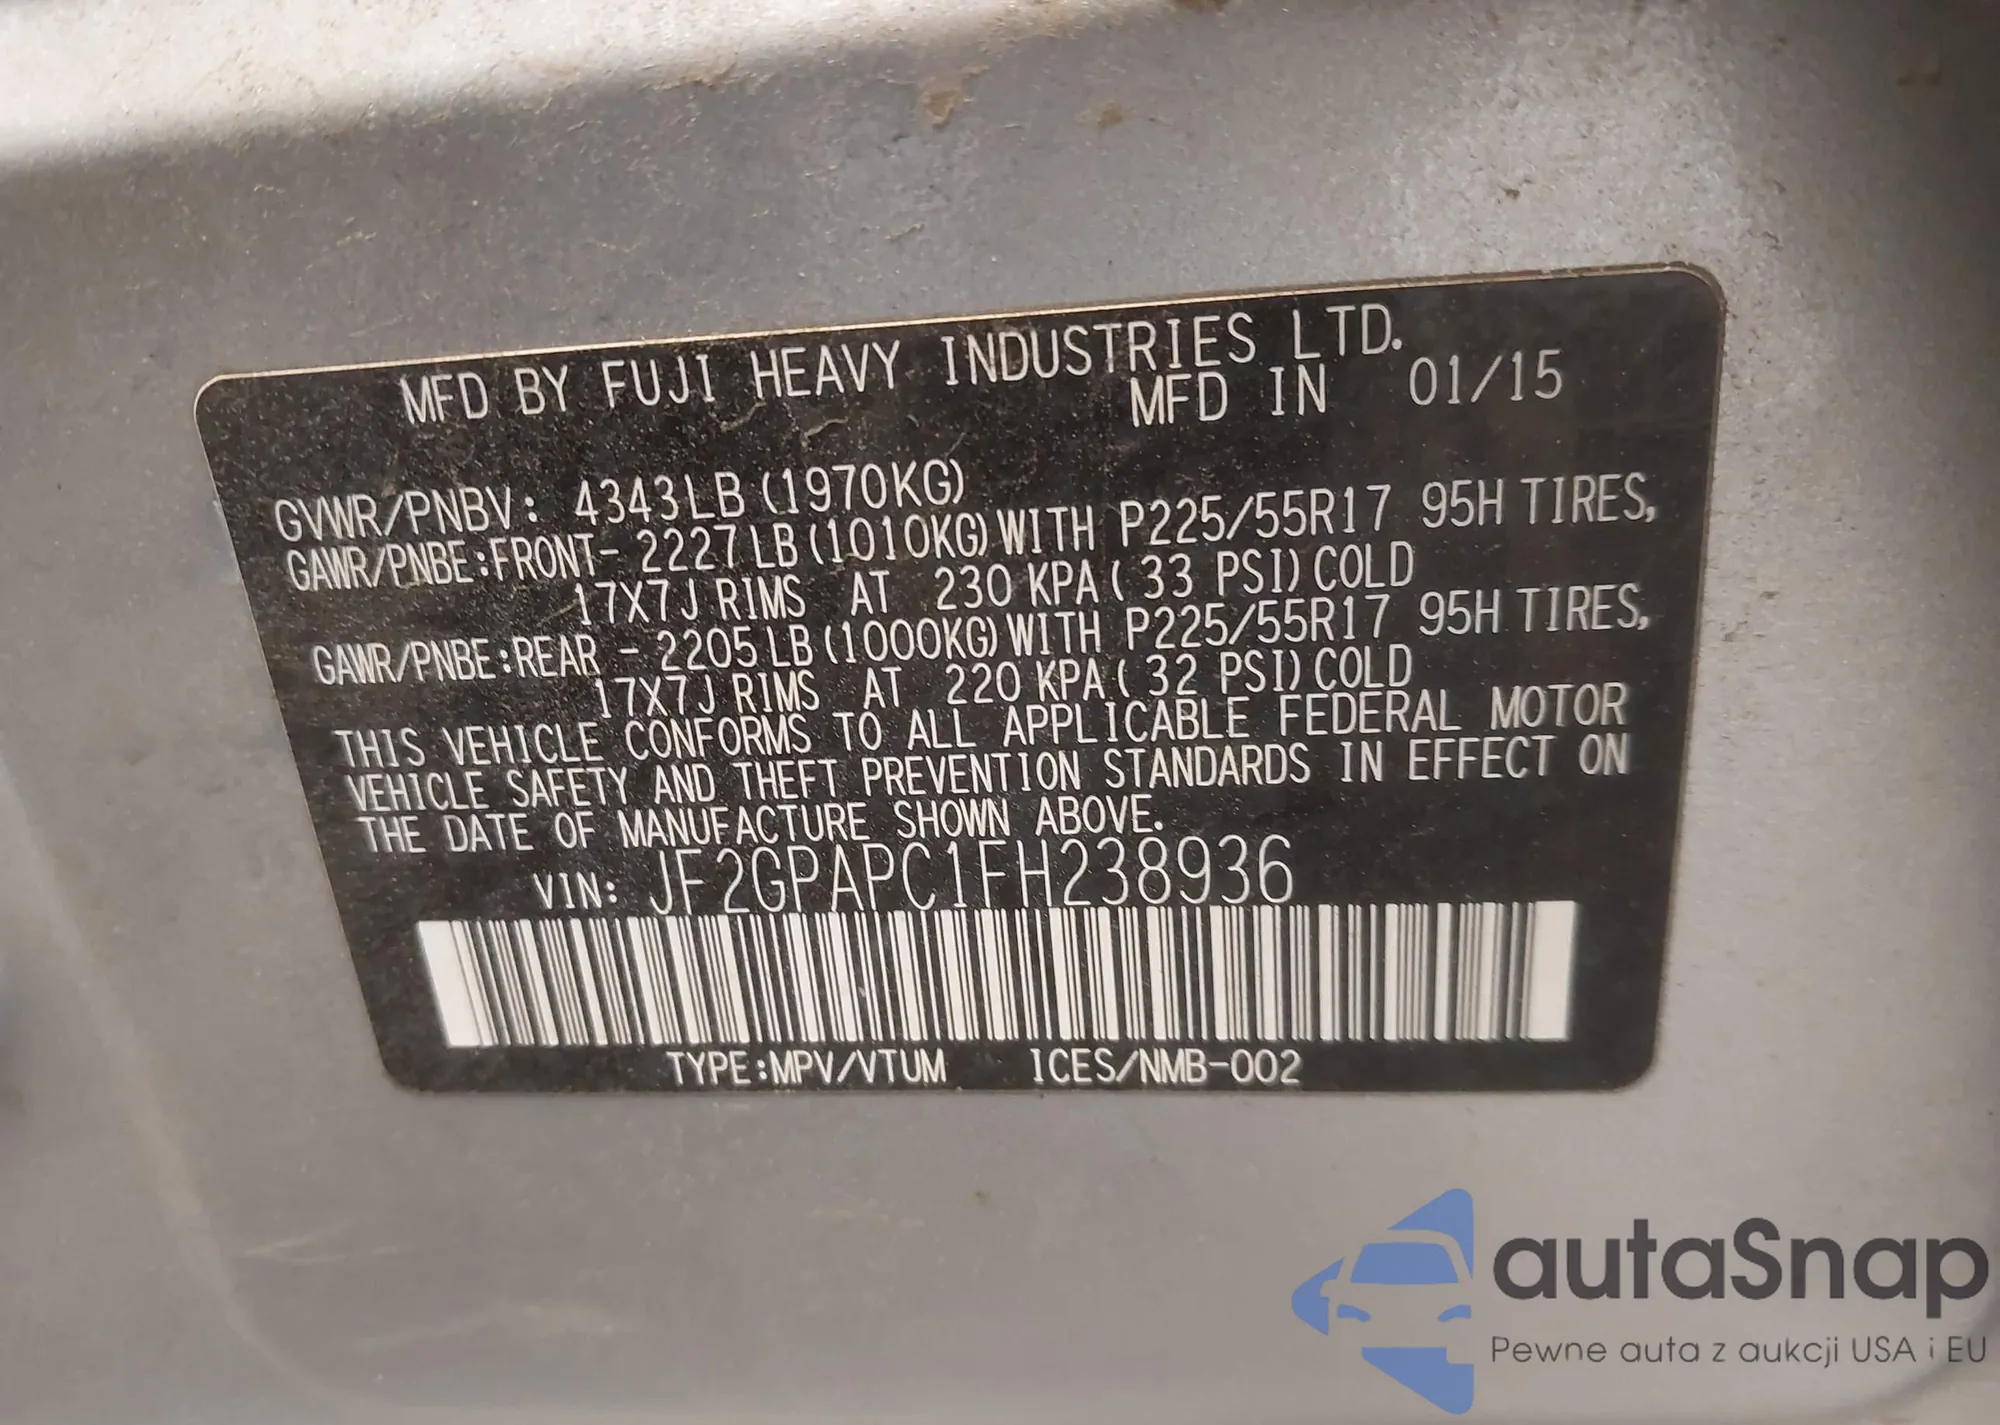 MFD BY FUJI HEAVY INDUSTRIES LTD.
MFD IN 01/15
GVWR/PNBV: 4343LB (1970KG)
GAWR/PNBE:FRONT- 2227LB (1010KG) WITH P225/55R17 95H TIRES,
17X7J RIMS AT 230 KPA ( 33 PSI) COLD
GAWR/PNBE:REAR - 2205LB (1000KG) WITH P225/55R17 95H TIRES,
17X7J RIMS AT 220 KPA ( 32 PSI) COLD
THIS VEHICLE CONFORMS TO ALL APPLICABLE FEDERAL MOTOR
VEHICLE SAFETY AND THEFT PREVENTION STANDARDS IN EFFECT ON
THE DATE OF MANUFACTURE SHOWN ABOVE.
VIN: JF2GPAPC1FH238936
TYPE:MPV/VTUM ICES/NMB-002
autaSnap
Pewne auta z aukcji USA i EU